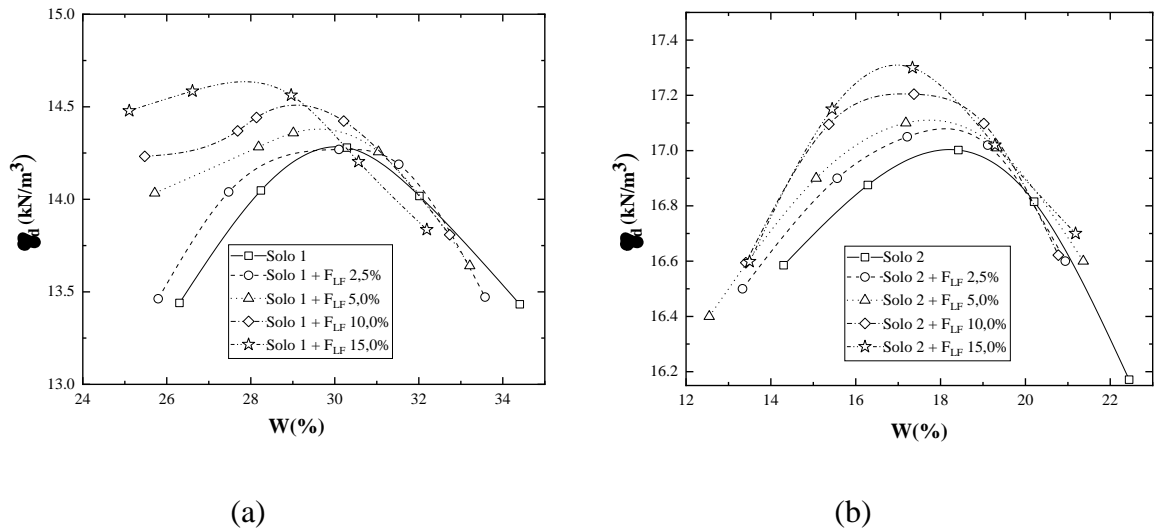 15.0
14.5
14.0
13.5
13.0
24 26 28 30 32 34
W(%)
d (kN/m³)
Solo 1
Solo 1 + F_LF 2,5%
Solo 1 + F_LF 5,0%
Solo 1 + F_LF 10,0%
Solo 1 + F_LF 15,0%
(a)
17.4
17.2
17.0
16.8
16.6
16.4
16.2
12 14 16 18 20 22
W(%)
d (kN/m³)
Solo 2
Solo 2 + F_LF 2,5%
Solo 2 + F_LF 5,0%
Solo 2 + F_LF 10,0%
Solo 2 + F_LF 15,0%
(b)